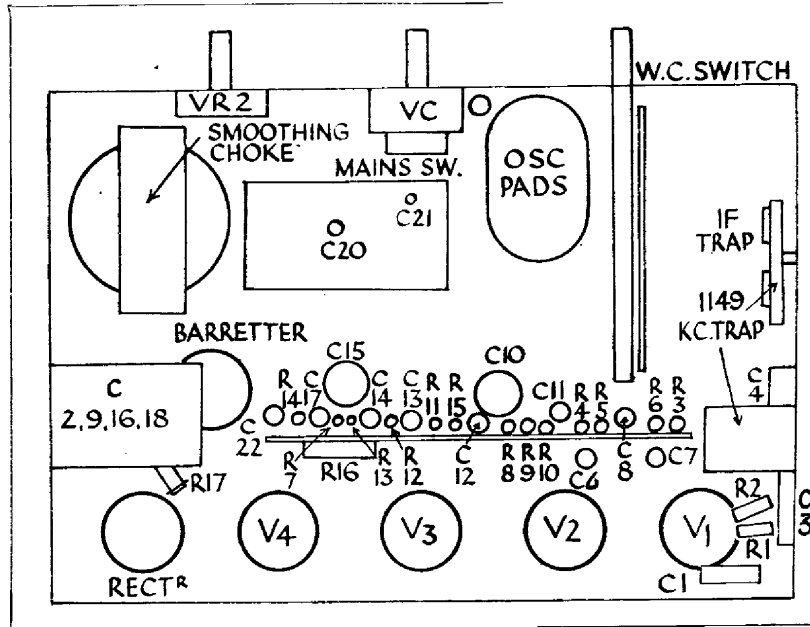 W.C. SWITCH
VR2
VC
SMOOTHING
CHOKE
MAINS SW.
OSC
PADS
C21
C20
IF
TRAP
1149
K.C. TRAP
BARRETTER
C15
C10
C
2,9,16,18
C
22
R
14
C
17
C
14
C
13
R
11
R
15
C11
R
4
R
5
R
6
R
3
C
4
R
7
R16
R
13
R
12
C
12
R
8
R
9
R
10
C6
C
8
C7
R17
V4
V3
V2
V1
R2
R1
C
3
C1
RECTR